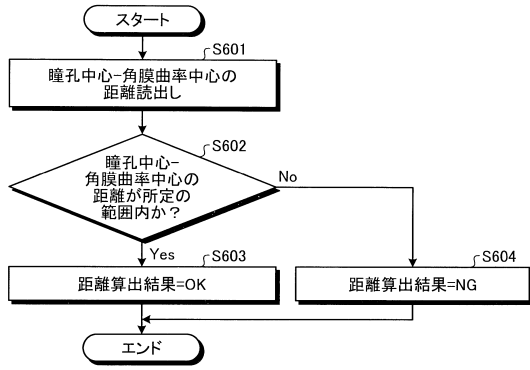 スタート
S601
瞳孔中心-角膜曲率中心の
距離読出し
S602
瞳孔中心-
角膜曲率中心の
距離が所定の
範囲内か？
No
Yes
S603
距離算出結果=OK
S604
距離算出結果=NG
エンド